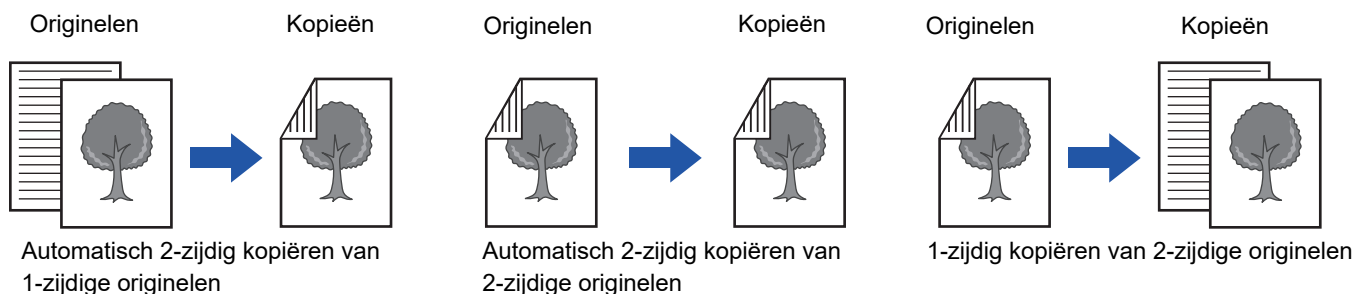 Originelen
Kopieën
Originelen
Kopieën
Originelen
Kopieën
Automatisch 2-zijdig kopiëren van
1-zijdige originelen
Automatisch 2-zijdig kopiëren van
2-zijdige originelen
1-zijdig kopiëren van 2-zijdige originelen